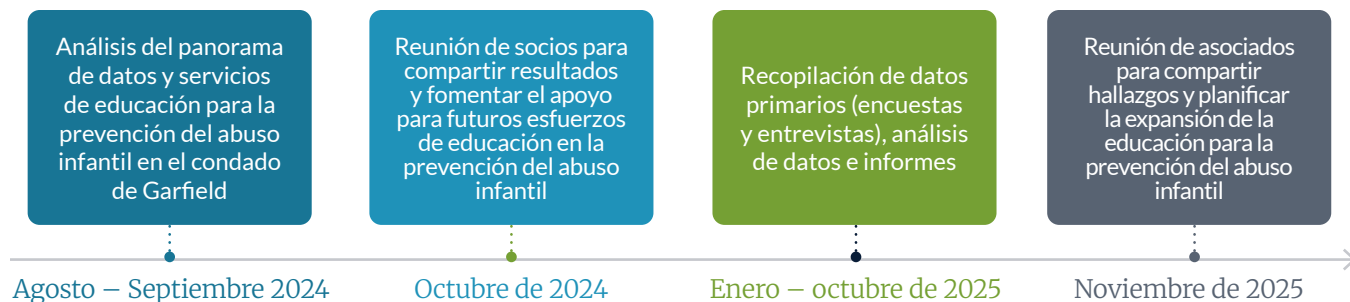 Análisis del panorama
de datos y servicios
de educación para la
prevención del abuso
infantil en el condado
de Garfield
Reunión de socios para
compartir resultados
y fomentar el apoyo
para futuros esfuerzos
de educación en la
prevención del abuso
infantil
Recopilación de datos
primarios (encuestas
y entrevistas), análisis
de datos e informes
Reunión de asociados
para compartir
hallazgos y planificar
la expansión de la
educación para la
prevención del abuso
infantil
Agosto – Septiembre 2024
Octubre de 2024
Enero – octubre de 2025
Noviembre de 2025